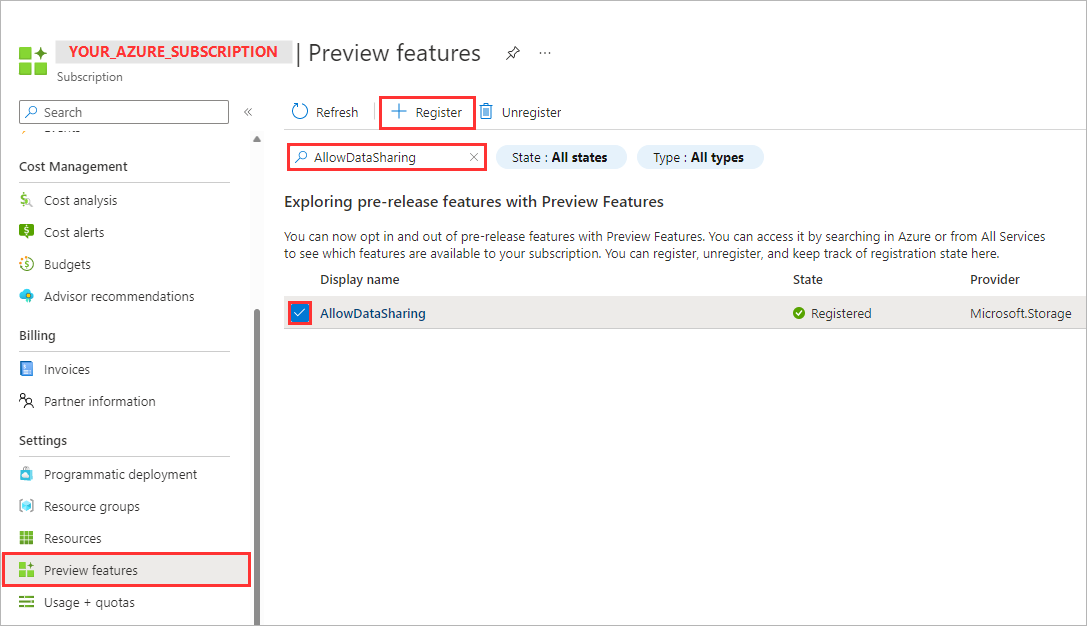 YOUR_AZURE_SUBSCRIPTION | Preview features ...
Subscription
Search
«
Refresh
Register
Unregister
Events
AllowDataSharing
State : All states
Type : All types
Cost Management
Cost analysis
Cost alerts
Budgets
Advisor recommendations
Billing
Invoices
Partner information
Settings
Programmatic deployment
Resource groups
Resources
Preview features
Usage + quotas
Exploring pre-release features with Preview Features
You can now opt in and out of pre-release features with Preview Features. You can access it by searching in Azure or from All Services
to see which features are available to your subscription. You can register, unregister, and keep track of registration state here.
Display name State Provider
AllowDataSharing Registered Microsoft.Storage